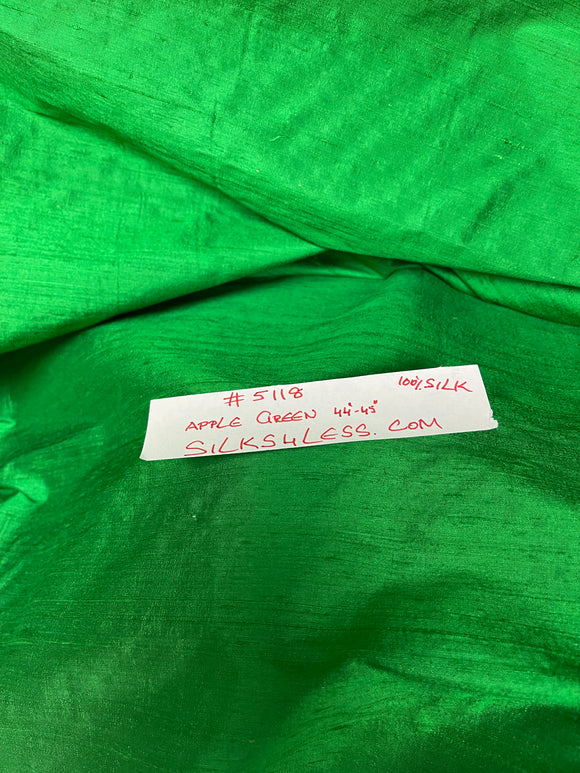 # 5118 100% SILK
APPLE GREEN 44"-45"
SILKS4LESS. COM